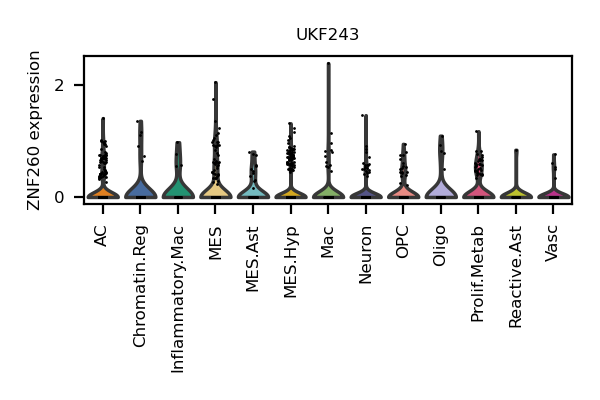 UKF243
ZNF260 expression
2
0
AC
Chromatin.Reg
Inflammatory.Mac
MES
MES.Ast
MES.Hyp
Mac
Neuron
OPC
Oligo
Prolif.Metab
Reactive.Ast
Vasc